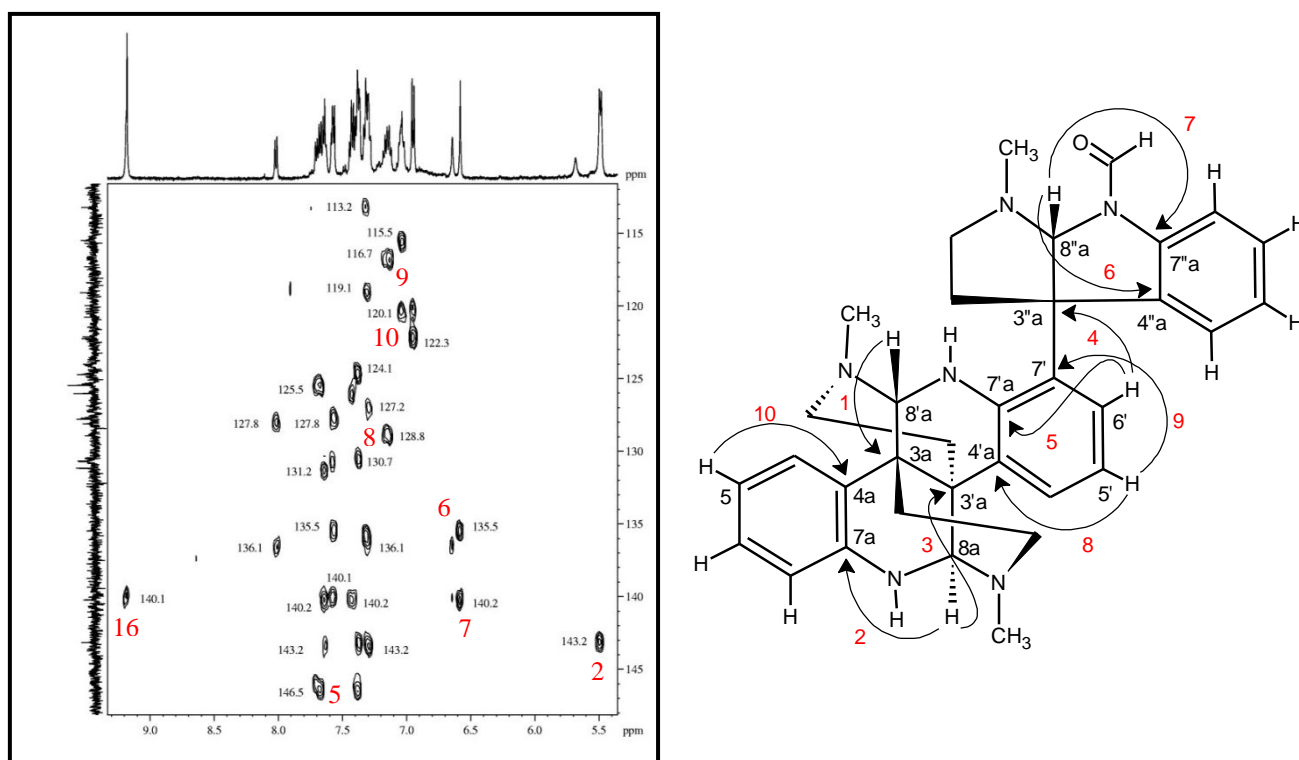 ppm
113.2
115.5
115
116.7
9
119.1
120.1
120
10
122.3
124.1
125.5
125
127.2
127.8 127.8
8
128.8
130.7
130
131.2
6
135.5 135.5
135
136.1 136.1
140.1
140.1 140.2 140.2 140.2
140
16 7
143.2 143.2 143.2
2
145
146.5 5
9.0 8.5 8.0 7.5 7.0 6.5 6.0 5.5 ppm
7
CH3 O H
H H
N N H
8"a
7"a
6
3"a 4"a H
CH3 H H 4 H
N N 7'
7'a H
10 1 8'a 5 6' 9
H 3a 4'a
5 4a 3'a 5'
H H
7a 3 8a 8
H N N
H H H CH3
2